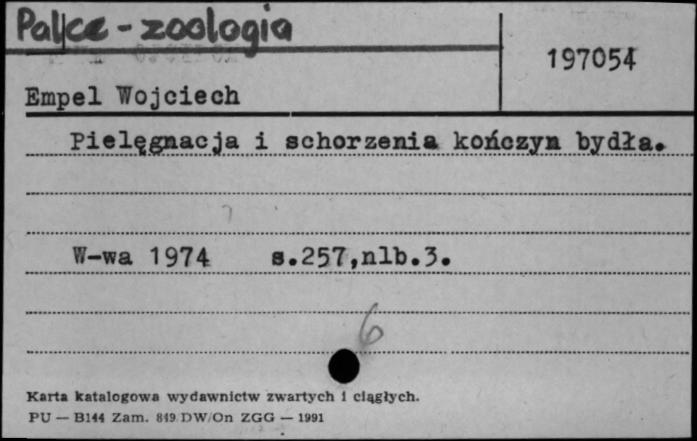 Palce - zoologia
197054
Empel Wojciech
Pielęgnacja i schorzenia kończyn bydła.
W-wa 1974 s.257,nlb.3.
6
Karta katalogowa wydawnictw zwartych i ciągłych.
PU — B144 Zam. 849 DW/On ZGG — 1991